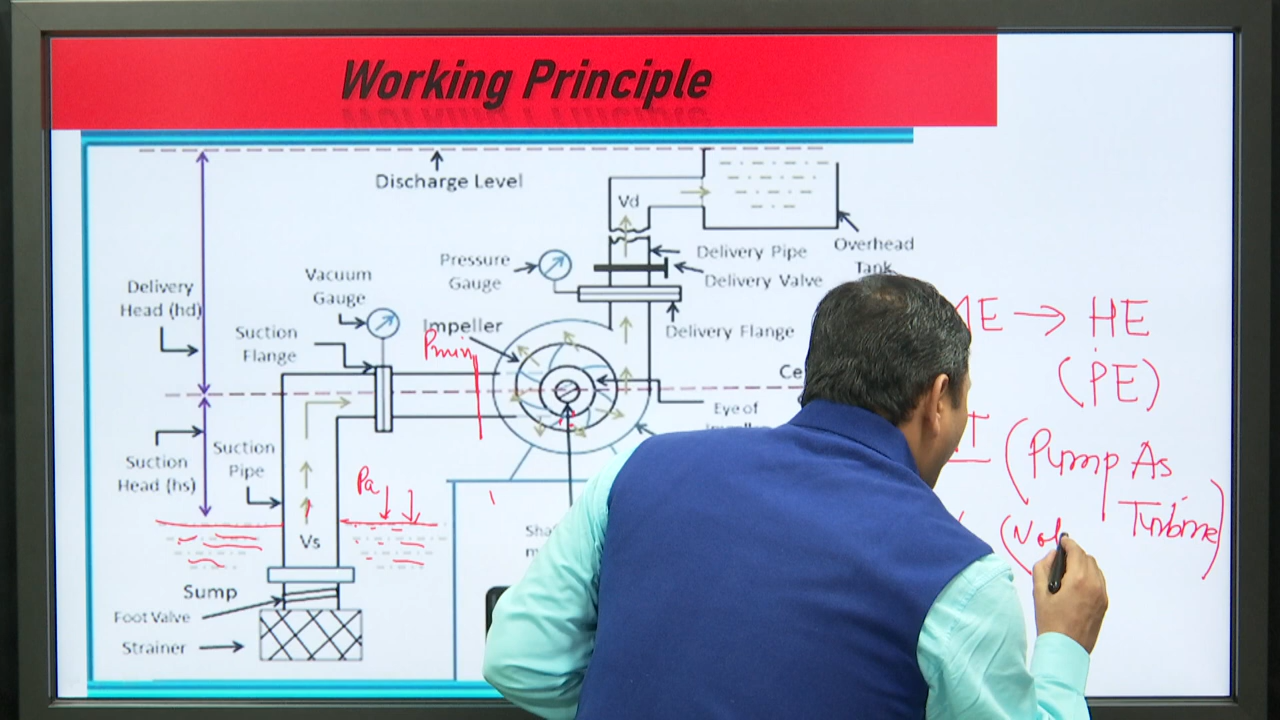 Working Principle
Discharge Level
Vd
Delivery Pipe
Overhead
Tank
Pressure
Gauge
Delivery Valve
Vacuum
Gauge
Delivery
Head (hd)
Suction
Flange
Impeller
Pmin
Delivery Flange
Ce
Eye of
Suction
Pipe
Suction
Head (hs)
Pa
Vs
Sump
Foot Valve
Strainer
Sha
ME → HE
(PE)
(Pump As
Turbine)